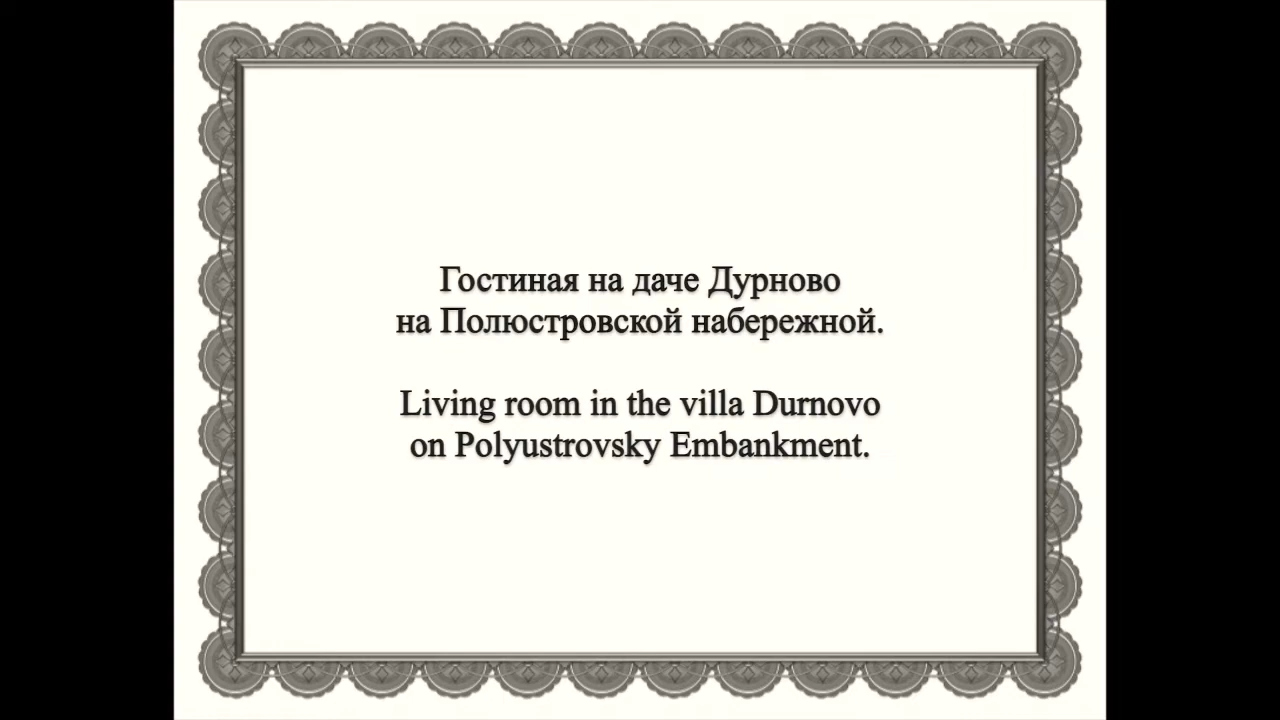 Гостиная на даче Дурново
на Полюстровской набережной.
Living room in the villa Durnovo
on Polyustrovsky Embankment.